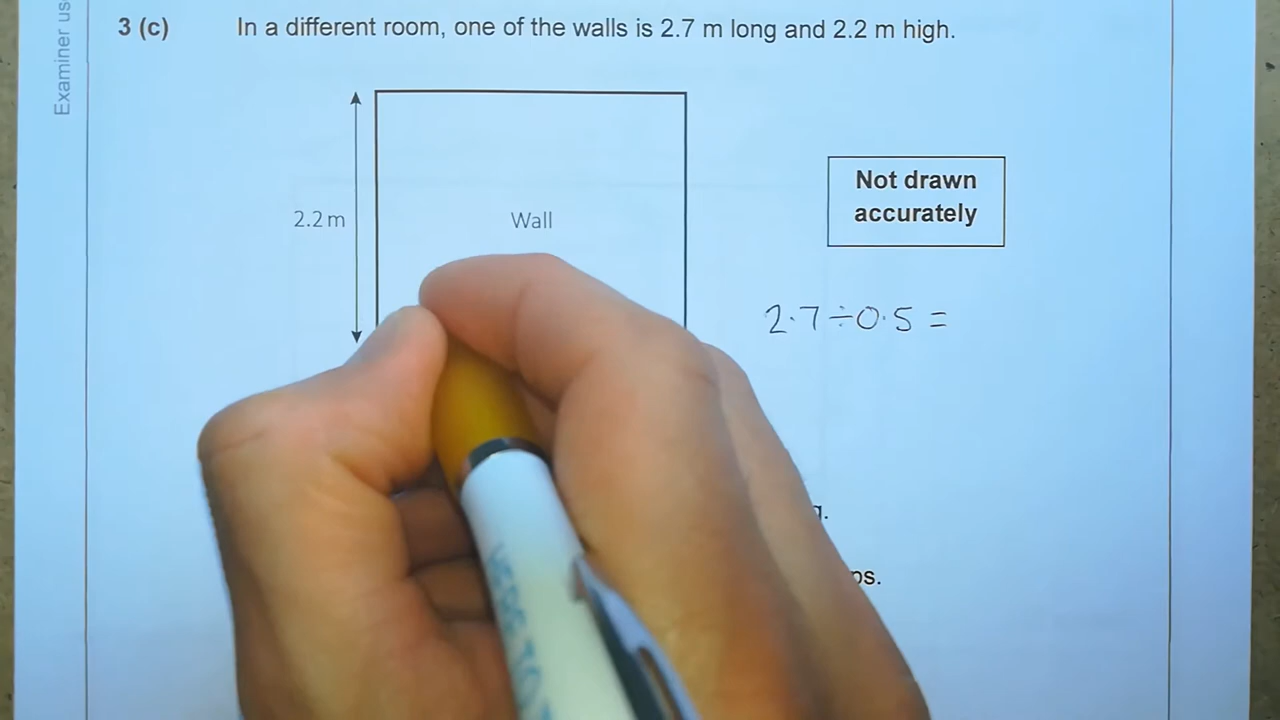 Examiner us
3 (c) In a different room, one of the walls is 2.7 m long and 2.2 m high.
Not drawn
accurately
2.2 m
Wall
2.7÷0.5=